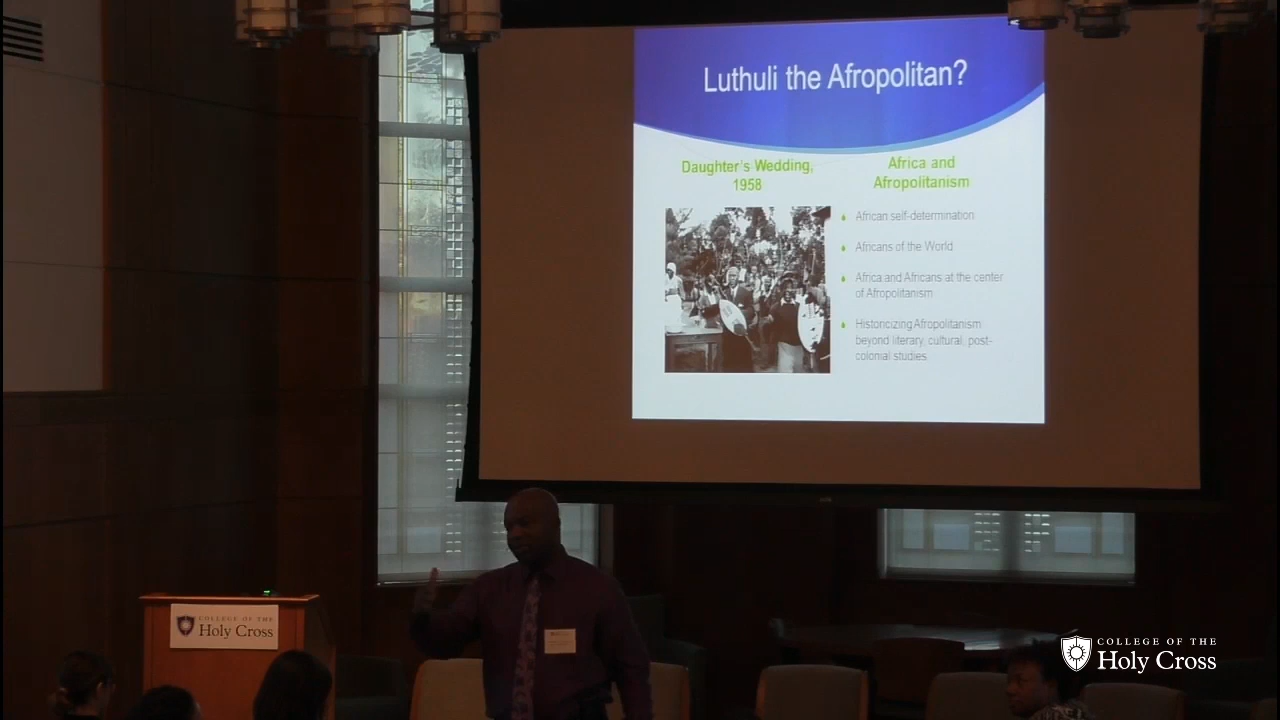 Luthuli the Afropolitan?
Daughter's Wedding,
1958
Africa and
Afropolitanism
African self-determination
Africans of the World
Africa and Africans at the center
of Afropolitanism
Historicizing Afropolitanism
beyond literary, cultural, post-
colonial studies
COLLEGE OF THE
Holy Cross
COLLEGE OF THE
Holy Cross